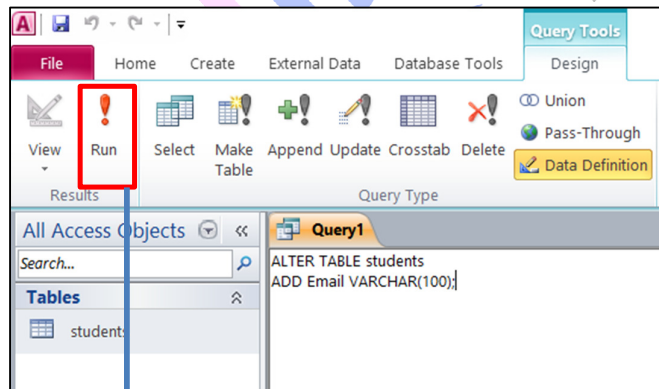 Query Tools
File Home Create External Data Database Tools Design
View Run Select Make Table Append Update Crosstab Delete
Union
Pass-Through
Data Definition
Results Query Type
All Access Objects
Query1
Search...
ALTER TABLE students
ADD Email VARCHAR(100);
Tables
students